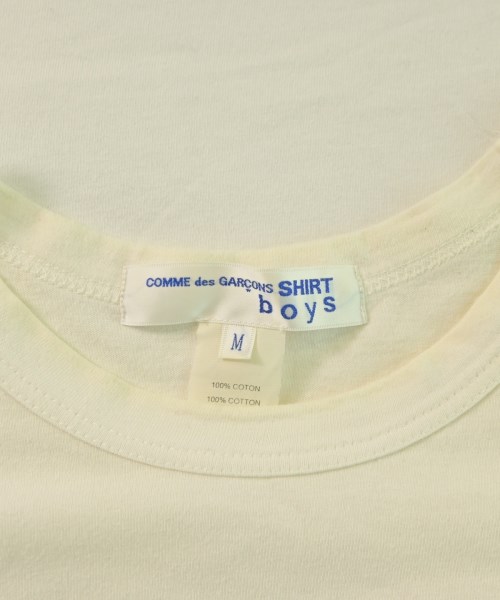 COMME des GARÇONS SHIRT
boys
M
100% COTON
100% COTTON